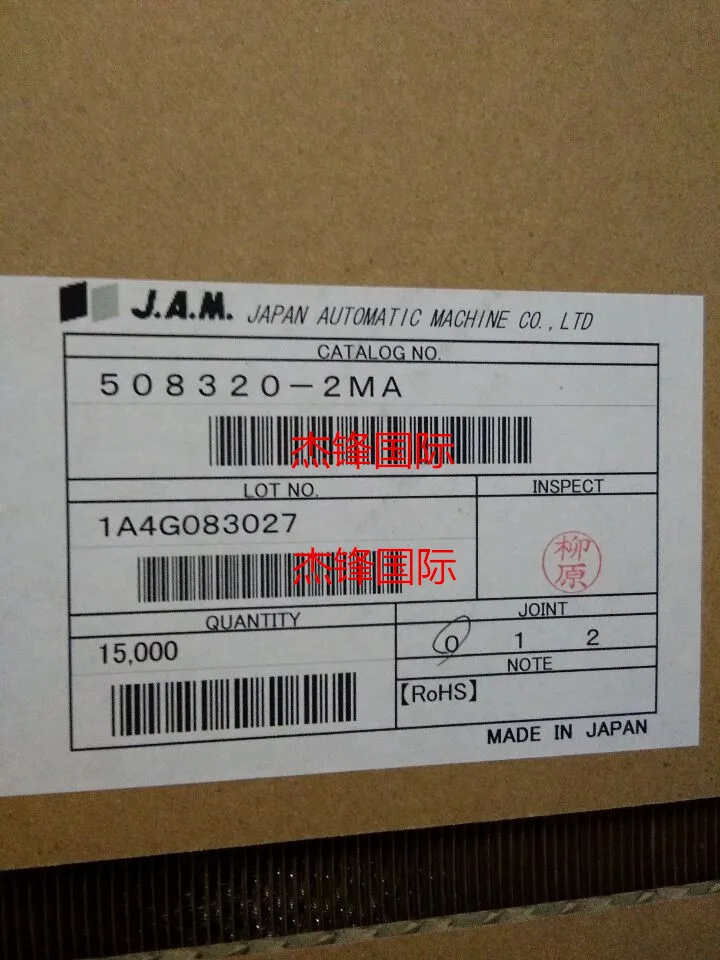 J.A.M. JAPAN AUTOMATIC MACHINE CO., LTD
CATALOG NO.
508320-2MA
杰锋国际
LOT NO.
INSPECT
1A4G083027
柳原
杰锋国际
QUANTITY
JOINT
15,000
0 1 2
NOTE
【RoHS】
MADE IN JAPAN